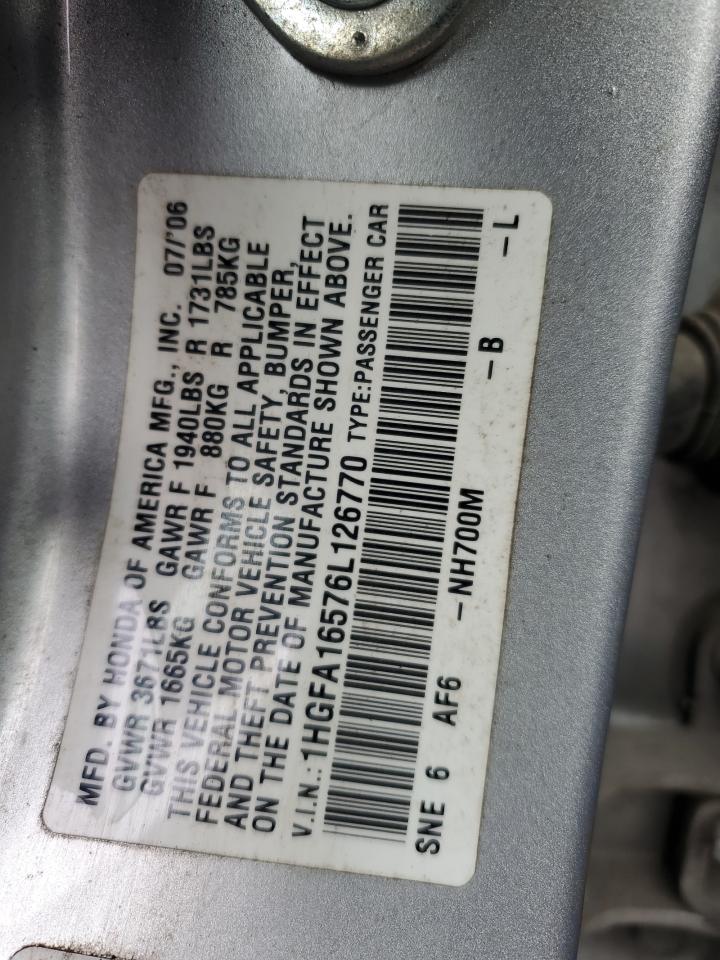 MFD. BY HONDA OF AMERICA MFG., INC. 07/'06
GVWR 3671LBS GAWR F 1940LBS R 1731LBS
GVWR 1665KG GAWR F 880KG R 785KG
THIS VEHICLE CONFORMS TO ALL APPLICABLE
FEDERAL MOTOR VEHICLE SAFETY, BUMPER,
AND THEFT PREVENTION STANDARDS IN EFFECT
ON THE DATE OF MANUFACTURE SHOWN ABOVE.
V.I.N.: 1HGFA16576L126770 TYPE:PASSENGER CAR
SNE 6 AF6 -NH700M -B -L